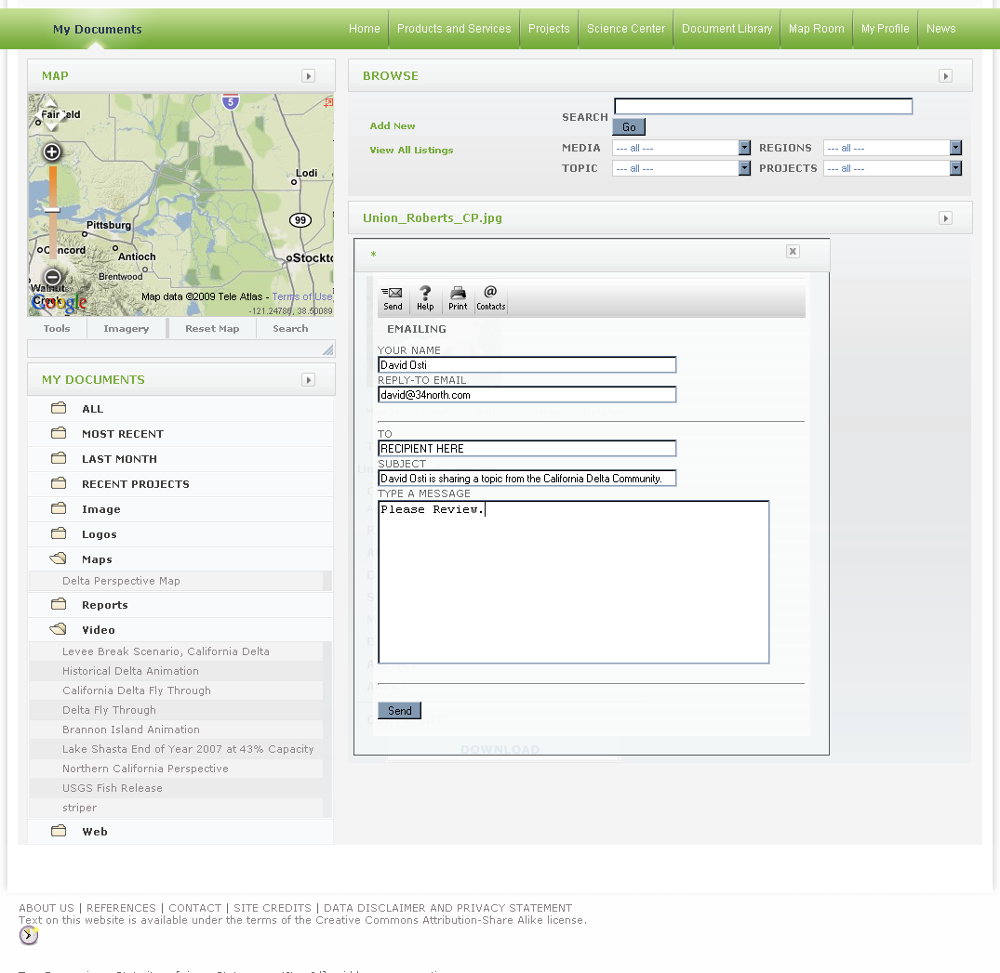 My Documents
Home
Products and Services
Projects
Science Center
Document Library
Map Room
My Profile
News
MAP
5
Lodi
99
Pittsburg
Antioch
Brentwood
Map data ©2009 Tele Atlas - Terms of Use
-121.24786, 38.50089
Tools
Imagery
Reset Map
Search
MY DOCUMENTS
ALL
MOST RECENT
LAST MONTH
RECENT PROJECTS
Image
Logos
Maps
Delta Perspective Map
Reports
Video
Levee Break Scenario, California Delta
Historical Delta Animation
California Delta Fly Through
Delta Fly Through
Brannon Island Animation
Lake Shasta End of Year 2007 at 43% Capacity
Northern California Perspective
USGS Fish Release
striper
Web
BROWSE
Add New
View All Listings
SEARCH
Go
MEDIA --- all --- REGIONS --- all ---
TOPIC --- all --- PROJECTS --- all ---
Union_Roberts_CP.jpg
*
x
Send
Help
Print
Contacts
EMAILING
YOUR NAME
David Osti
REPLY-TO EMAIL
david@34north.com
TO
RECIPIENT HERE
SUBJECT
David Osti is sharing a topic from the California Delta Community.
TYPE A MESSAGE
Please Review.
Send
DOWNLOAD
ABOUT US | REFERENCES | CONTACT | SITE CREDITS | DATA DISCLAIMER AND PRIVACY STATEMENT
Text on this website is available under the terms of the Creative Commons Attribution-Share Alike license.